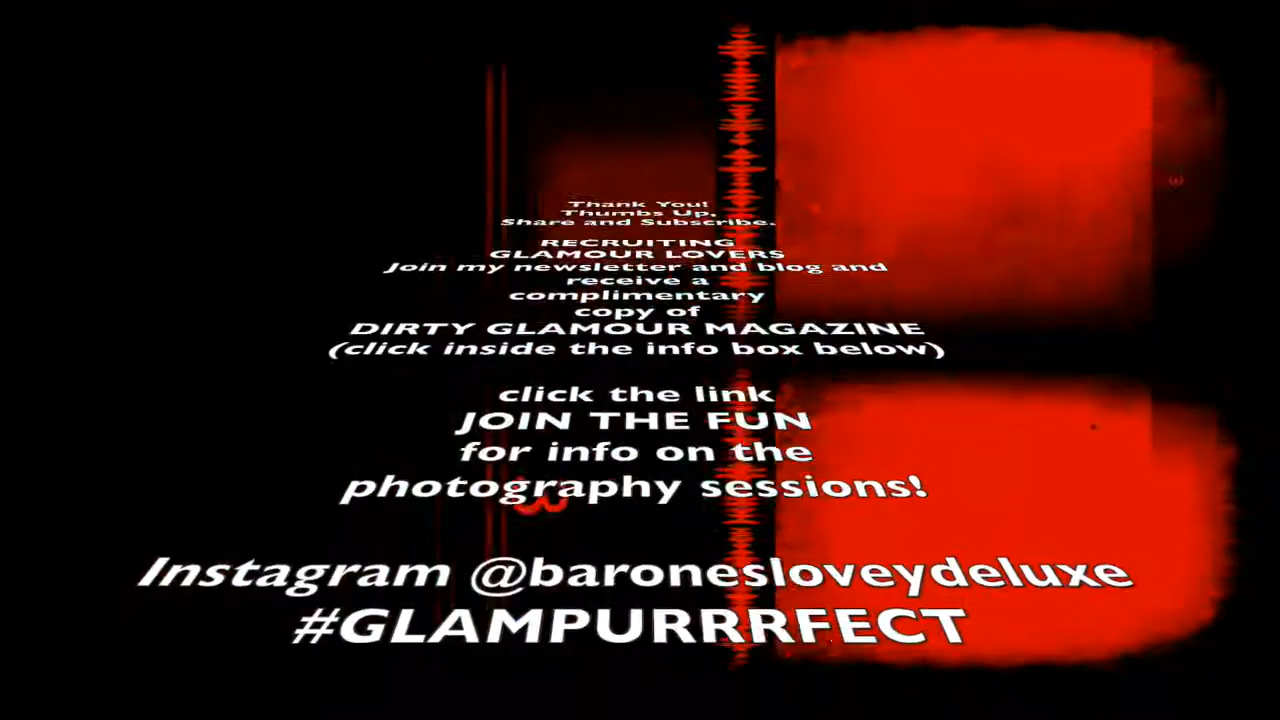 Thank You!
Thumbs Up.
Share and Subscribe.
RECRUITING
GLAMOUR LOVERS
Join my newsletter and blog and
receive a
complimentary
copy of
DIRTY GLAMOUR MAGAZINE
(click inside the info box below)
click the link
JOIN THE FUN
for info on the
photography sessions!
Instagram @baronesloveydeluxe
#GLAMPURRRFECT